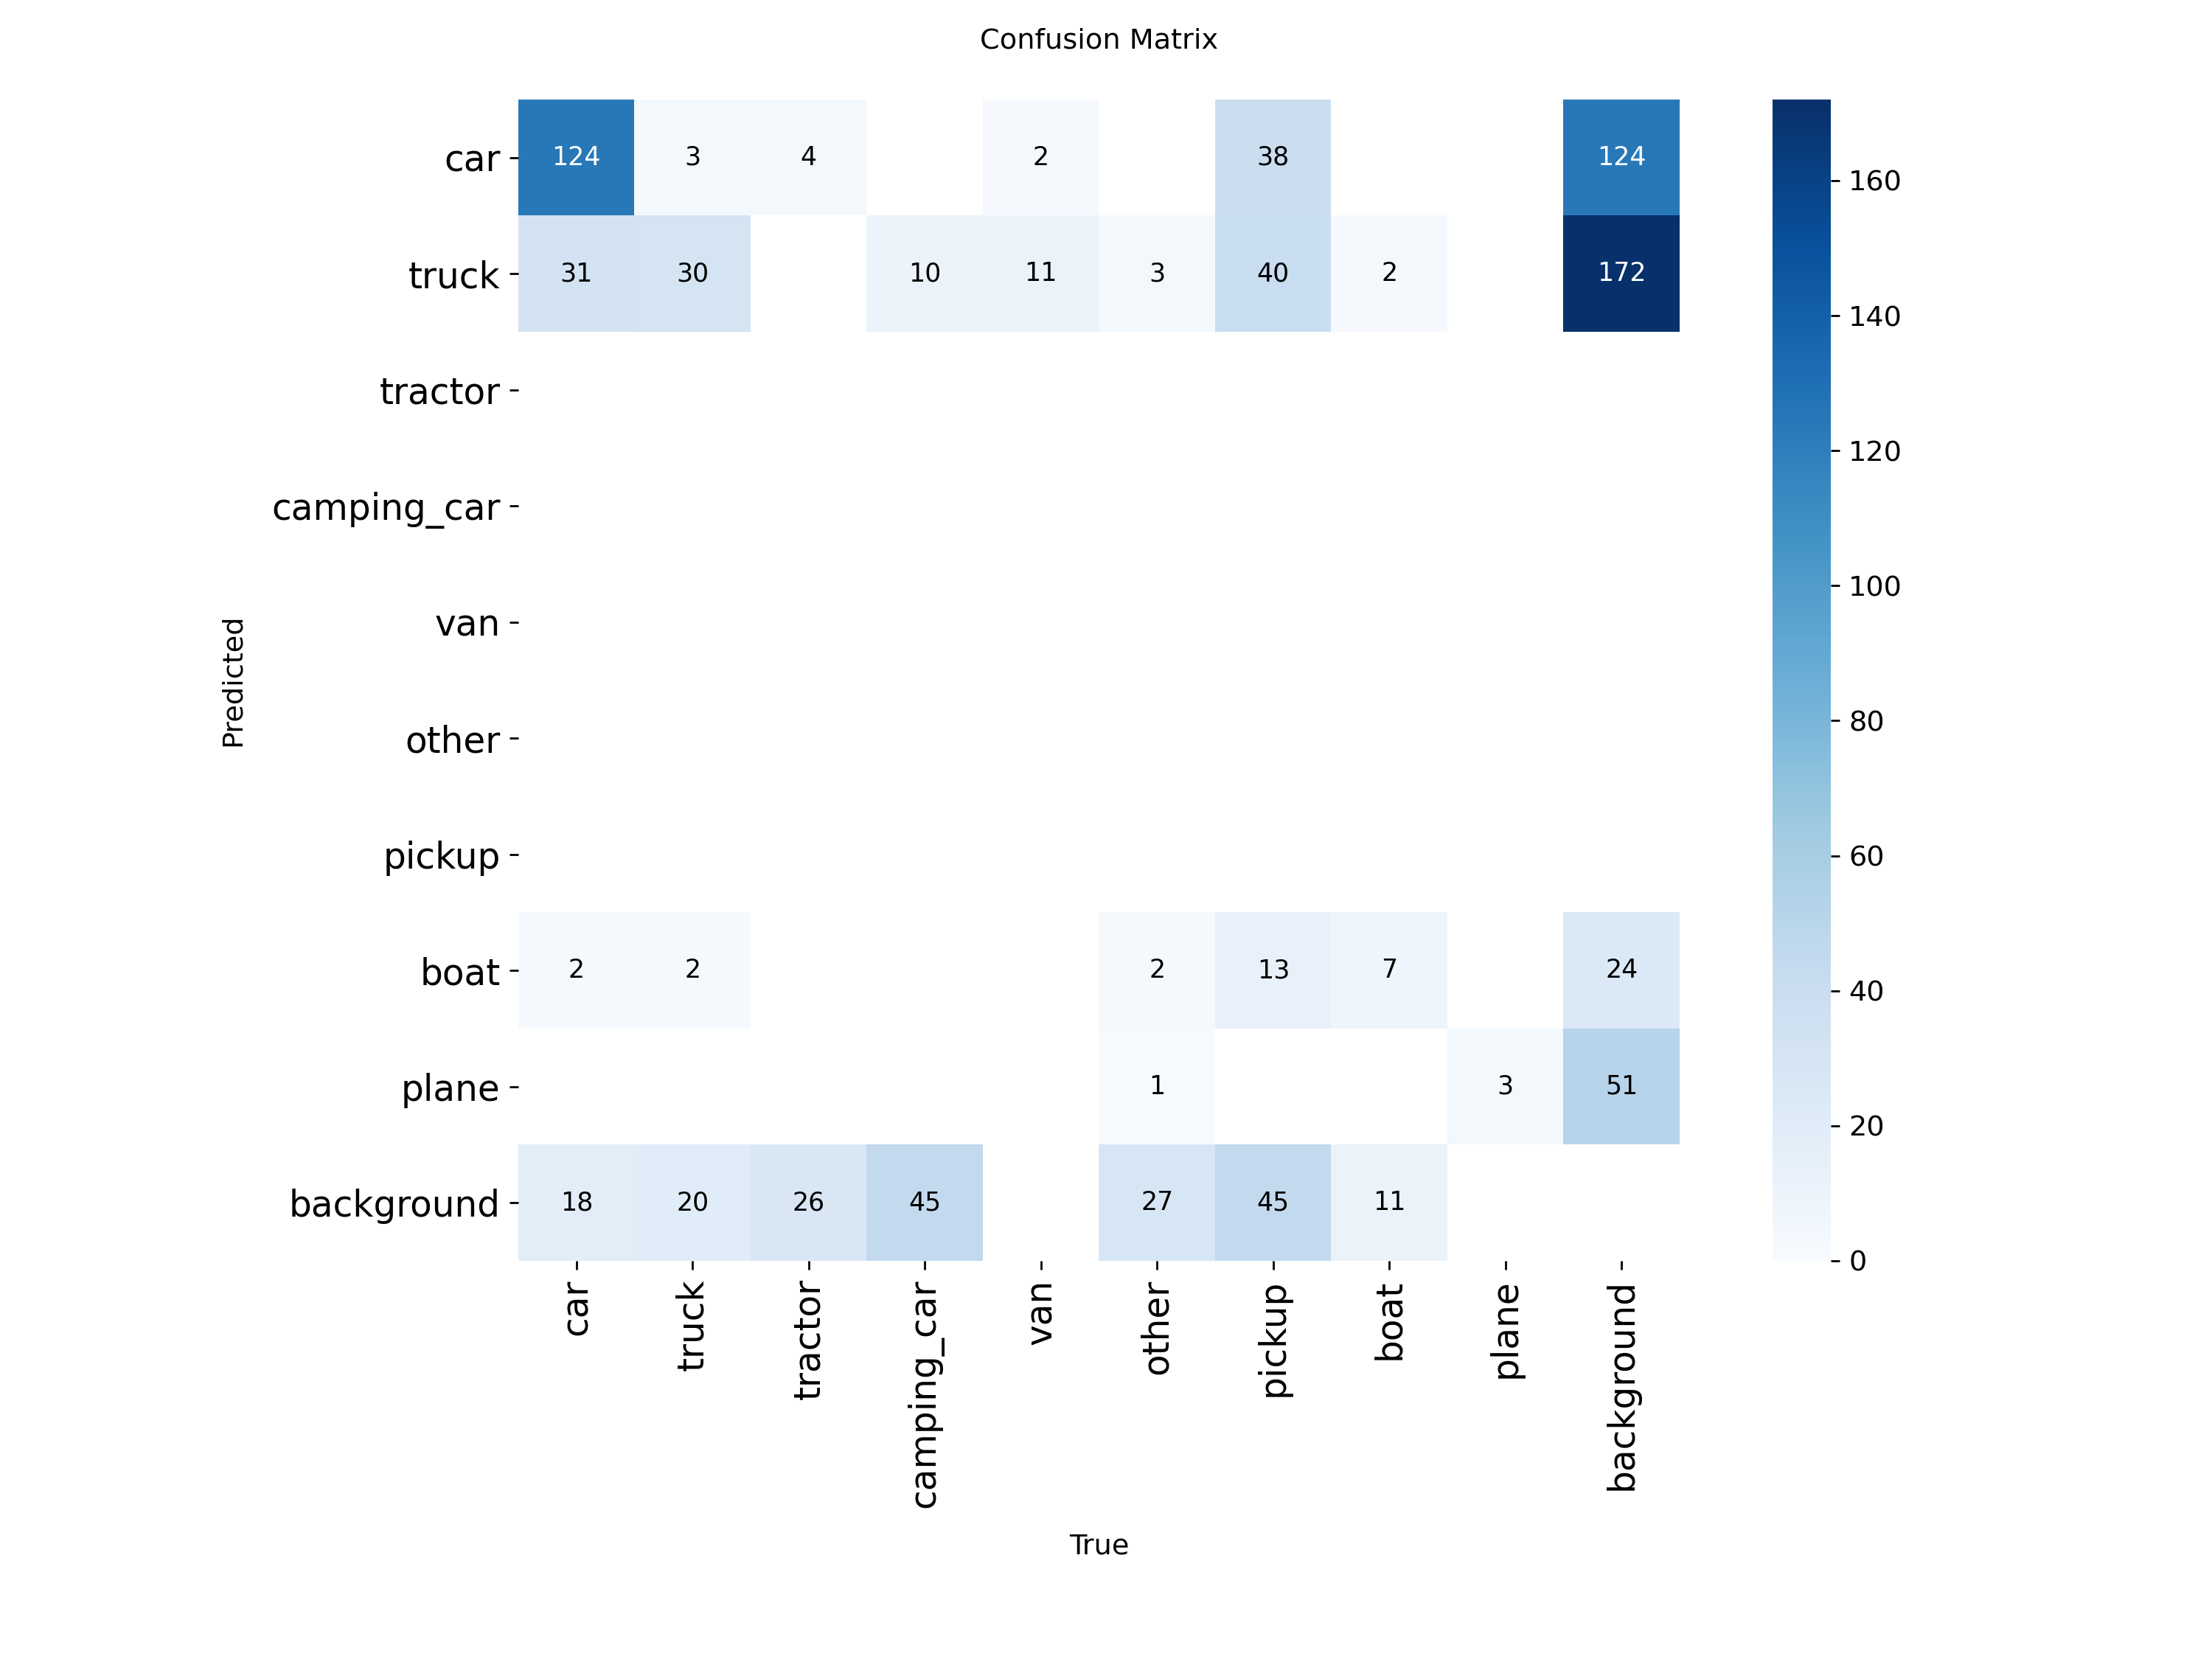 Confusion Matrix
car 124 3 4 2 38 124
truck 31 30 10 11 3 40 2 172
tractor
camping_car
van
other
pickup
boat 2 2 2 13 7 24
plane 1 3 51
background 18 20 26 45 27 45 11
Predicted
car truck tractor camping_car van other pickup boat plane background
True
160
140
120
100
80
60
40
20
0